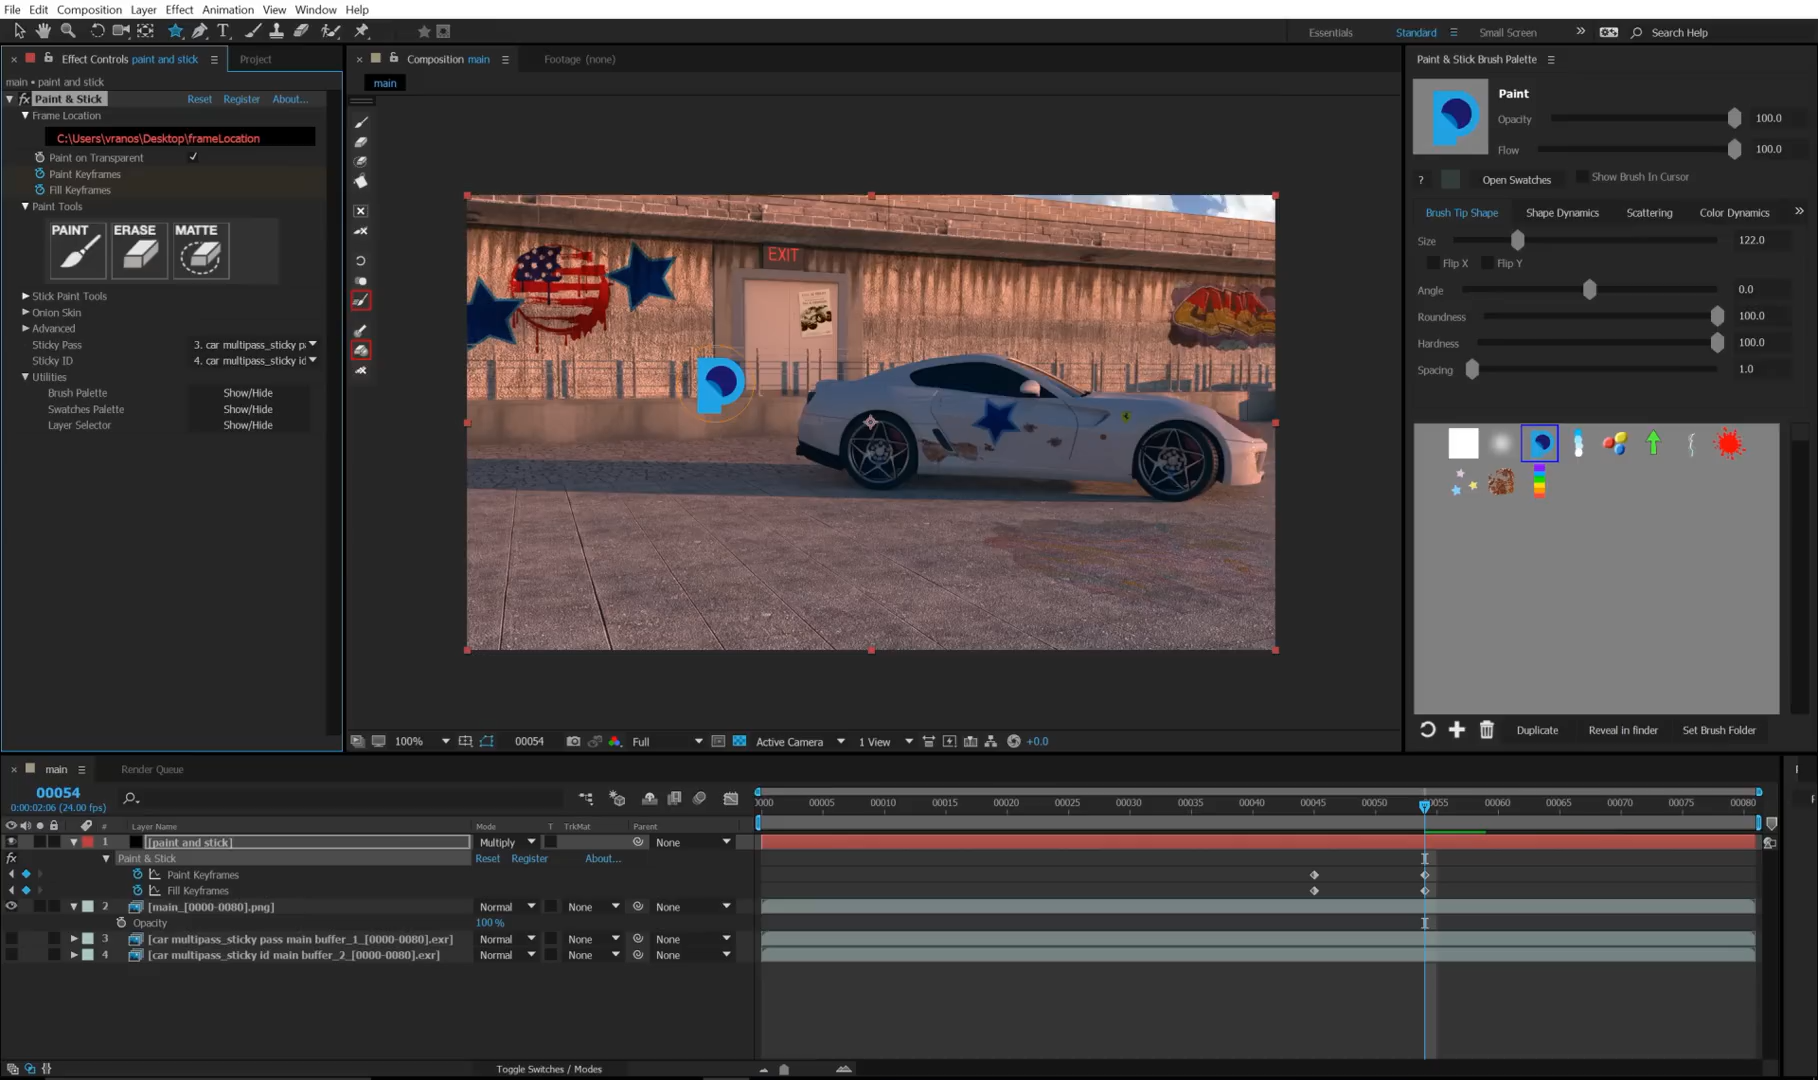 File Edit Composition Layer Effect Animation View Window Help
T Essentials Standard Small Screen Search Help
Effect Controls paint and stick Project
main • paint and stick
fx Paint & Stick Reset Register About...
Frame Location
C:\Users\vranos\Desktop\frameLocation
Paint on Transparent
Paint Keyframes
Fill Keyframes
Paint Tools
PAINT ERASE MATTE
Stick Paint Tools
Onion Skin
Advanced
Sticky Pass 3. car multipass_sticky p
Sticky ID 4. car multipass_sticky id
Utilities
Brush Palette Show/Hide
Swatches Palette Show/Hide
Layer Selector Show/Hide
Composition main Footage (none)
main
EXIT
100% 00054 Full Active Camera 1 View +0.0
Paint & Stick Brush Palette
Paint
Opacity 100.0
Flow 100.0
? Open Swatches Show Brush In Cursor
Brush Tip Shape Shape Dynamics Scattering Color Dynamics
Size 122.0
Flip X Flip Y
Angle 0.0
Roundness 100.0
Hardness 100.0
Spacing 1.0
Duplicate Reveal in finder Set Brush Folder
main Render Queue
00054
0:00:02:06 (24.00 fps)
0000 00005 00010 00015 00020 00025 00030 00035 00040 00045 00050 00055 00060 00065 00070 00075 00080
# Layer Name Mode T TrkMat Parent
1 [paint and stick] Multiply None
fx Paint & Stick Reset Register About...
Paint Keyframes
Fill Keyframes
2 [main_[0000-0080].png] Normal None None
Opacity 100 %
3 [car multipass_sticky pass main buffer_1_[0000-0080].exr] Normal None None
4 [car multipass_sticky id main buffer_2_[0000-0080].exr] Normal None None
Toggle Switches / Modes